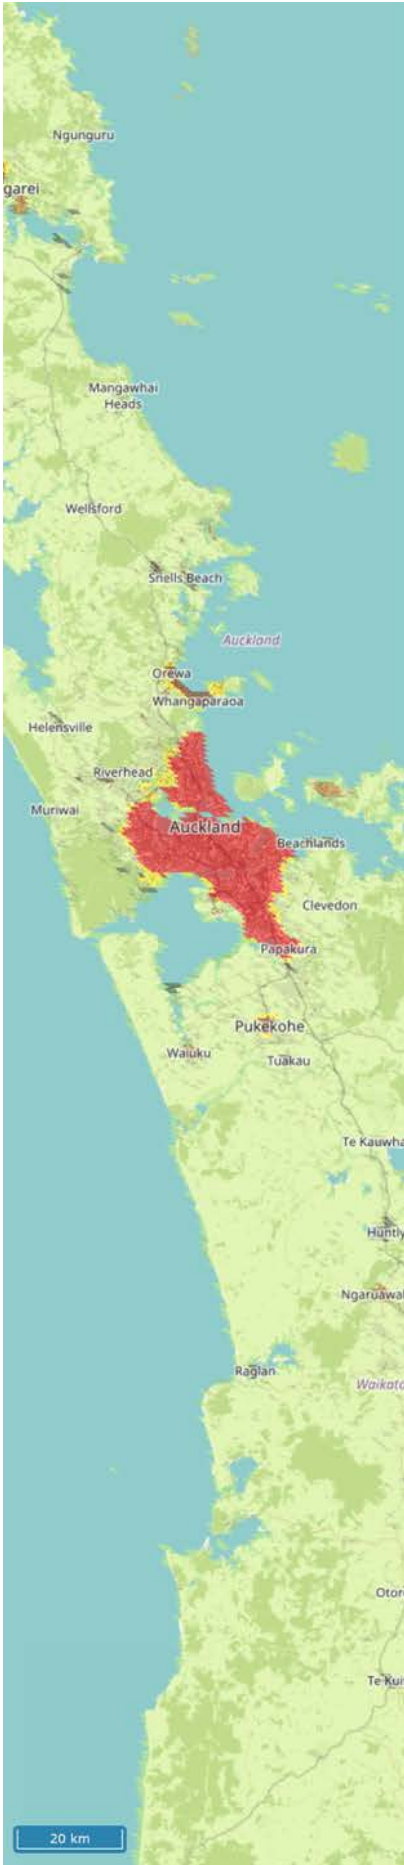 Ngunguru
garei
Mangawhai
Heads
Wellsford
Snells Beach
Auckland
Orewa
Whangaparaoa
Helensville
Riverhead
Muriwai
Auckland
Beachlands
Clevedon
Papakura
Pukekohe
Waiuku
Tuakau
Te Kauwha
Huntly
Ngaruawa
Raglan
Waikato
Otor
Te Kui
20 km